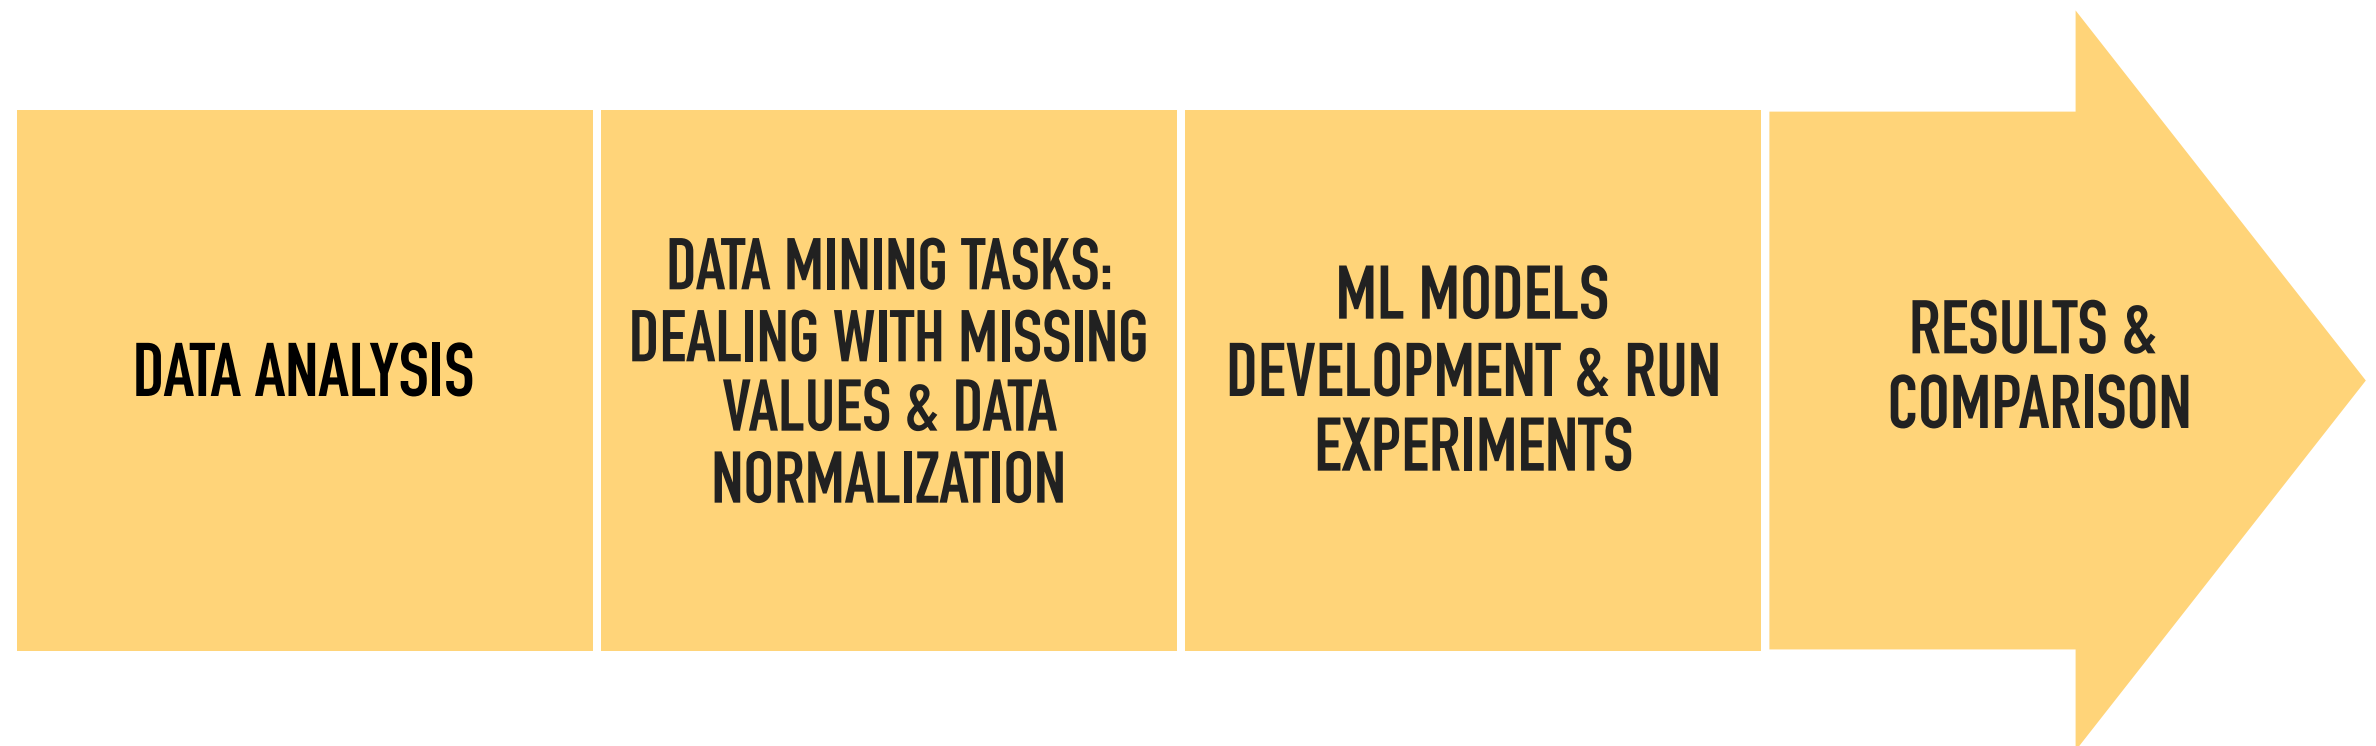 DATA ANALYSIS
DATA MINING TASKS:
DEALING WITH MISSING
VALUES & DATA
NORMALIZATION
ML MODELS
DEVELOPMENT & RUN
EXPERIMENTS
RESULTS &
COMPARISON